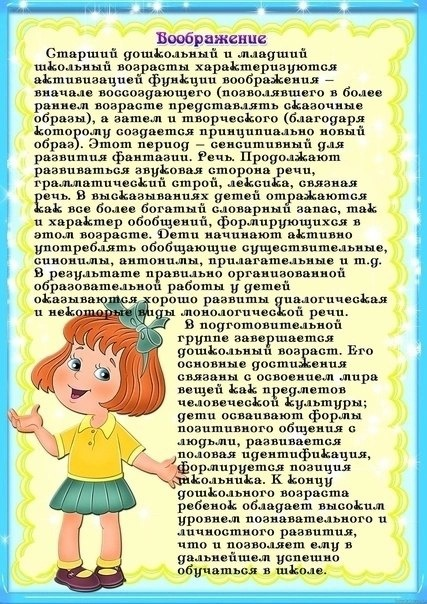 Воображение
Старший дошкольный и младший
школьный возрасты характеризуются
активизацией функции воображения –
вначале воссоздающего (позволявшего в более
раннем возрасте представлять сказочные
образы), а затем и творческого (благодаря
которому создается принципиально новый
образ). Этот период – сенситивный для
развития фантазии. Речь. Продолжают
развиваться звуковая сторона речи,
грамматический строй, лексика, связная
речь. В высказываниях детей отражаются
как все более богатый словарный запас, так
и характер обобщений, формирующихся в
этом возрасте. Дети начинают активно
употреблять обобщающие существительные,
синонимы, антонимы, прилагательные и т.д.
В результате правильно организованной
образовательной работы у детей
оказываются хорошо развиты диалогическая
и некоторые виды монологической речи.
В подготовительной
группе завершается
дошкольный возраст. Его
основные достижения
связаны с освоением мира
вещей как предметов
человеческой культуры;
дети осваивают формы
позитивного общения с
людьми, развивается
половая идентификация,
формируется позиция
школьника. К концу
дошкольного возраста
ребенок обладает высоким
уровнем познавательного и
личностного развития,
что и позволяет ему в
дальнейшем успешно
обучаться в школе.